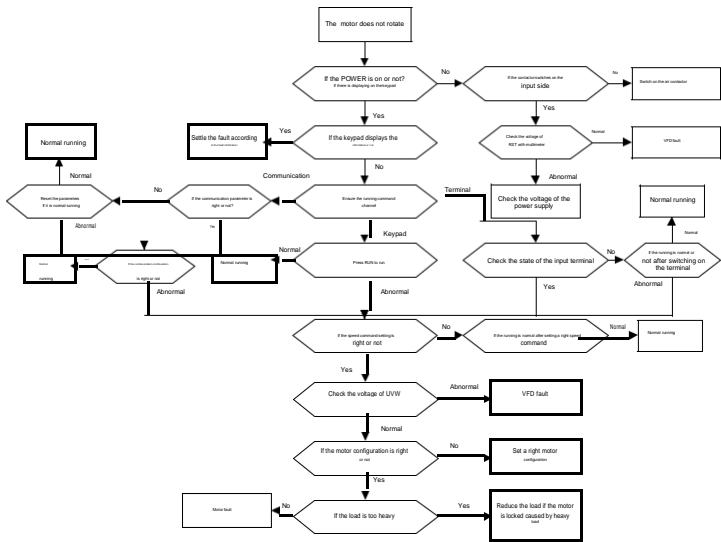 The motor does not rotate
If the POWER is on or not?
If there is displaying on the keypad
No
If the contactor switches on the
input side
No
Switch on the air contactor
Yes
Yes
Normal running
Settle the fault according
Yes
If the keypad displays the
Check the voltage of
RST with multimeter
Normal
VFD fault
Normal
Communication
No
Abnormal
Reset the parameters
if it is normal running
No
If the communication parameter is
right or not?
Ensure the running command
channel
Terminal
Check the voltage of the
power supply
Normal running
Abnormal
Yes
Keypad
Normal
running
is right or not
Normal running
Normal
Press RUN to run
Check the state of the input terminal
No
If the running is normal or
not after switching on
the terminal
Abnormal
Abnormal
Yes
Abnormal
If the speed command setting is
right or not
No
If the running is normal after setting a right speed
command
Normal
Normal running
Yes
Check the voltage of UVW
Abnormal
VFD fault
Normal
If the motor configuration is right
or not
No
Set a right motor
configuration
Yes
Motor fault
No
If the load is too heavy
Yes
Reduce the load if the motor
is locked caused by heavy
load